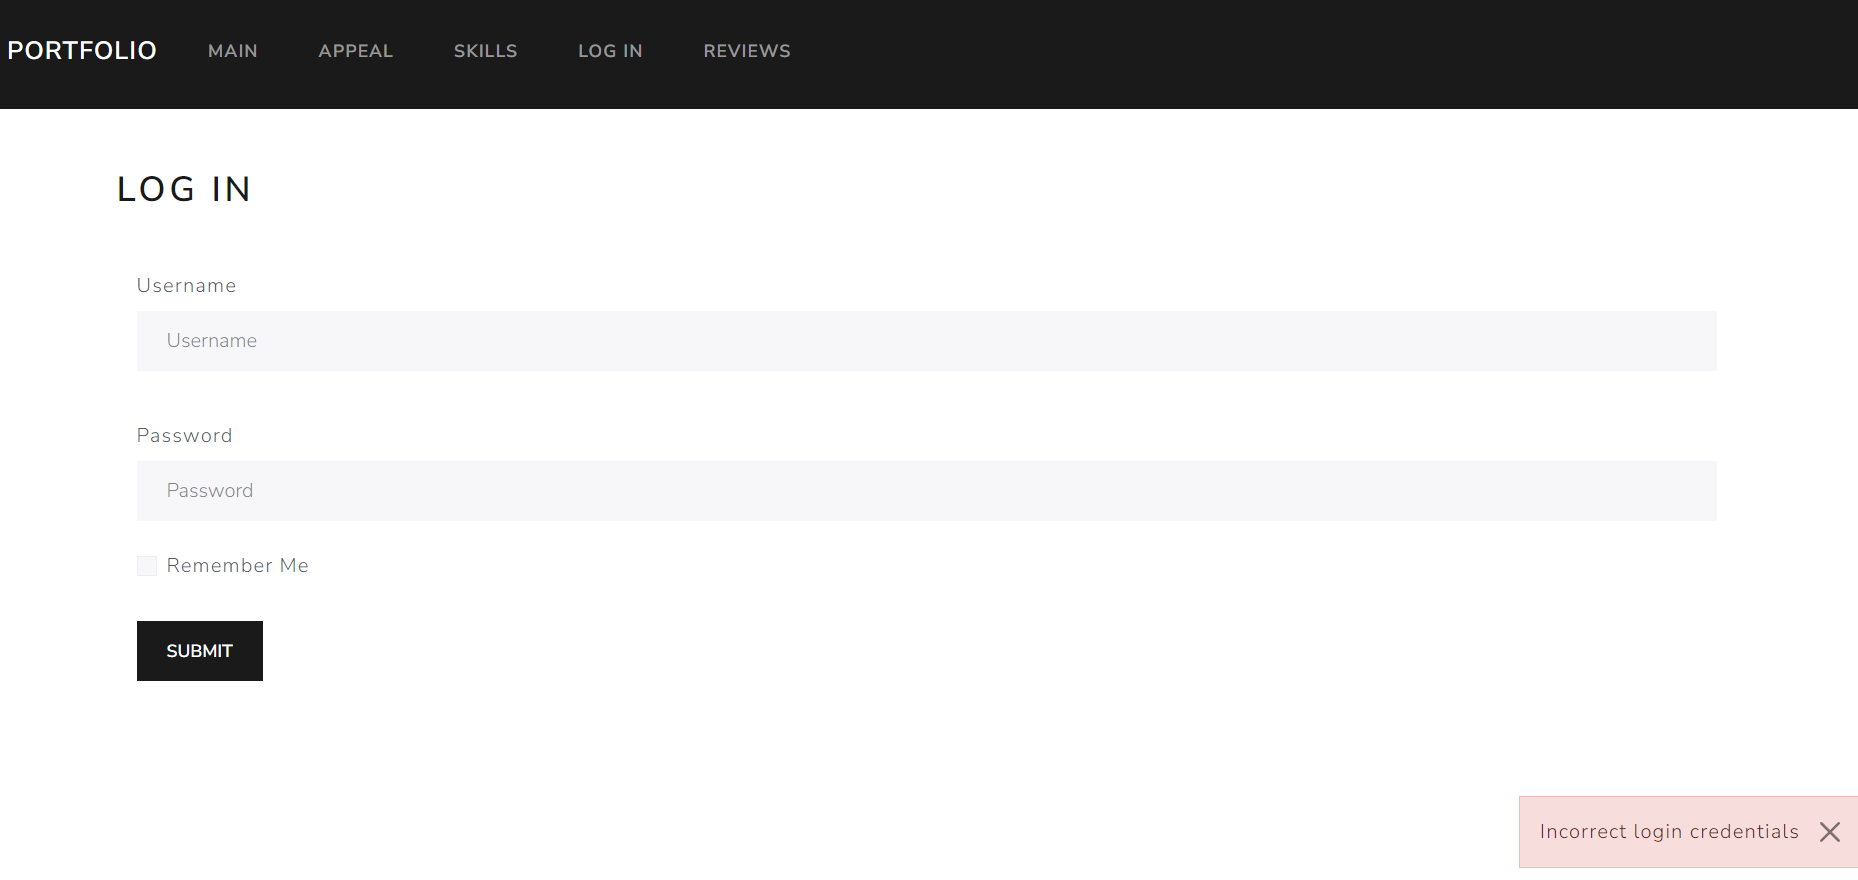 PORTFOLIO MAIN APPEAL SKILLS LOG IN REVIEWS
LOG IN
Username
Username
Password
Password
Remember Me
SUBMIT
Incorrect login credentials